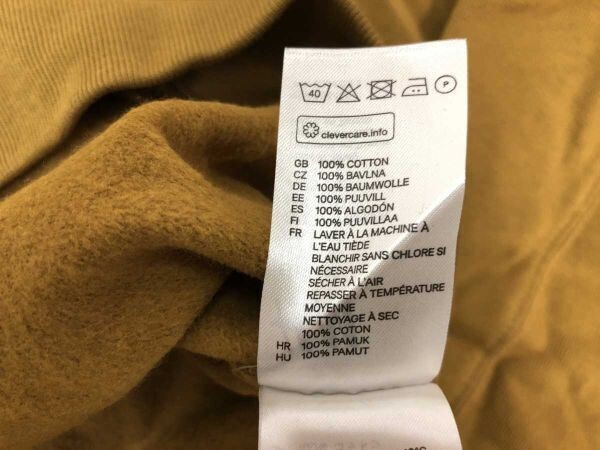 40 P
clevercare.info
GB 100% COTTON
CZ 100% BAVLNA
DE 100% BAUMWOLLE
EE 100% PUUVILL
ES 100% ALGODÓN
FI 100% PUUVILLAA
FR LAVER À LA MACHINE À
L'EAU TIÈDE
BLANCHIR SANS CHLORE SI
NÉCESSAIRE
SÉCHER À L'AIR
REPASSER À TEMPÉRATURE
MOYENNE
NETTOYAGE À SEC
100% COTON
HR 100% PAMUK
HU 100% PAMUT